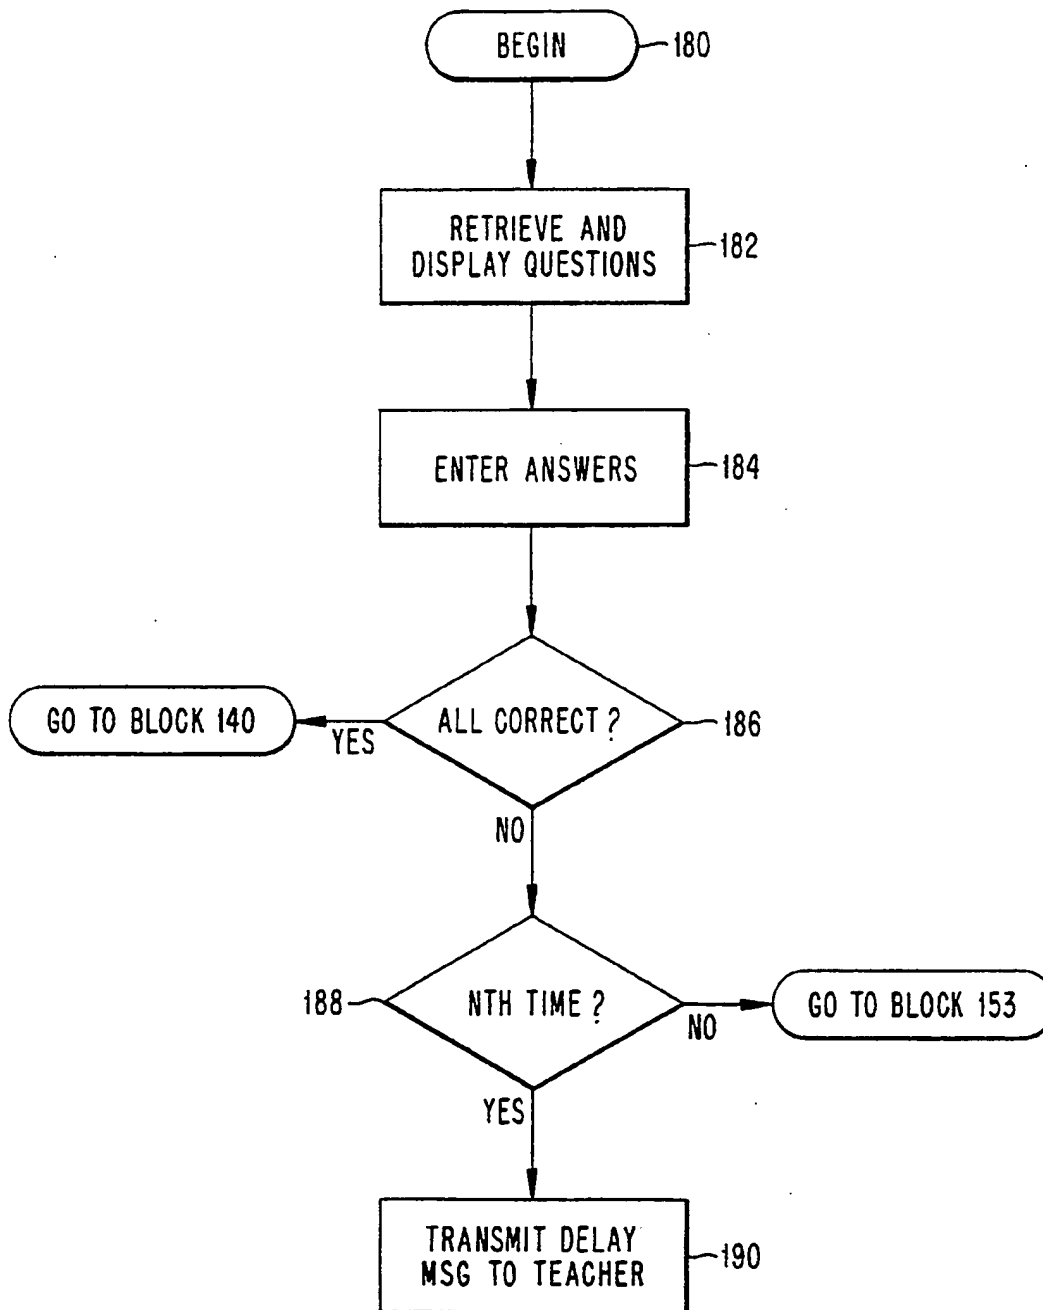 BEGIN
180
RETRIEVE AND
DISPLAY QUESTIONS
182
ENTER ANSWERS
184
ALL CORRECT ?
186
YES
GO TO BLOCK 140
NO
188
NTH TIME ?
NO
GO TO BLOCK 153
YES
TRANSMIT DELAY
MSG TO TEACHER
190